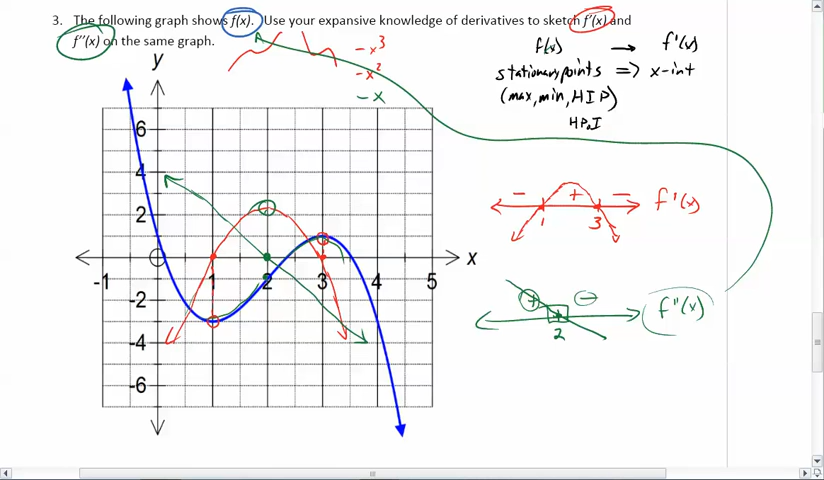 3. The following graph shows f(x). Use your expansive knowledge of derivatives to sketch f'(x) and
f''(x) on the same graph.
-x³
-x²
-x
f(x) → f'(x)
stationary points ⇒ x-int
(max, min, HIP)
HPoI
y
6
4
2
-2
-4
-6
-1 0 1 2 3 4 5
x
- + -
1 3
f'(x)
+ -
2
f''(x)